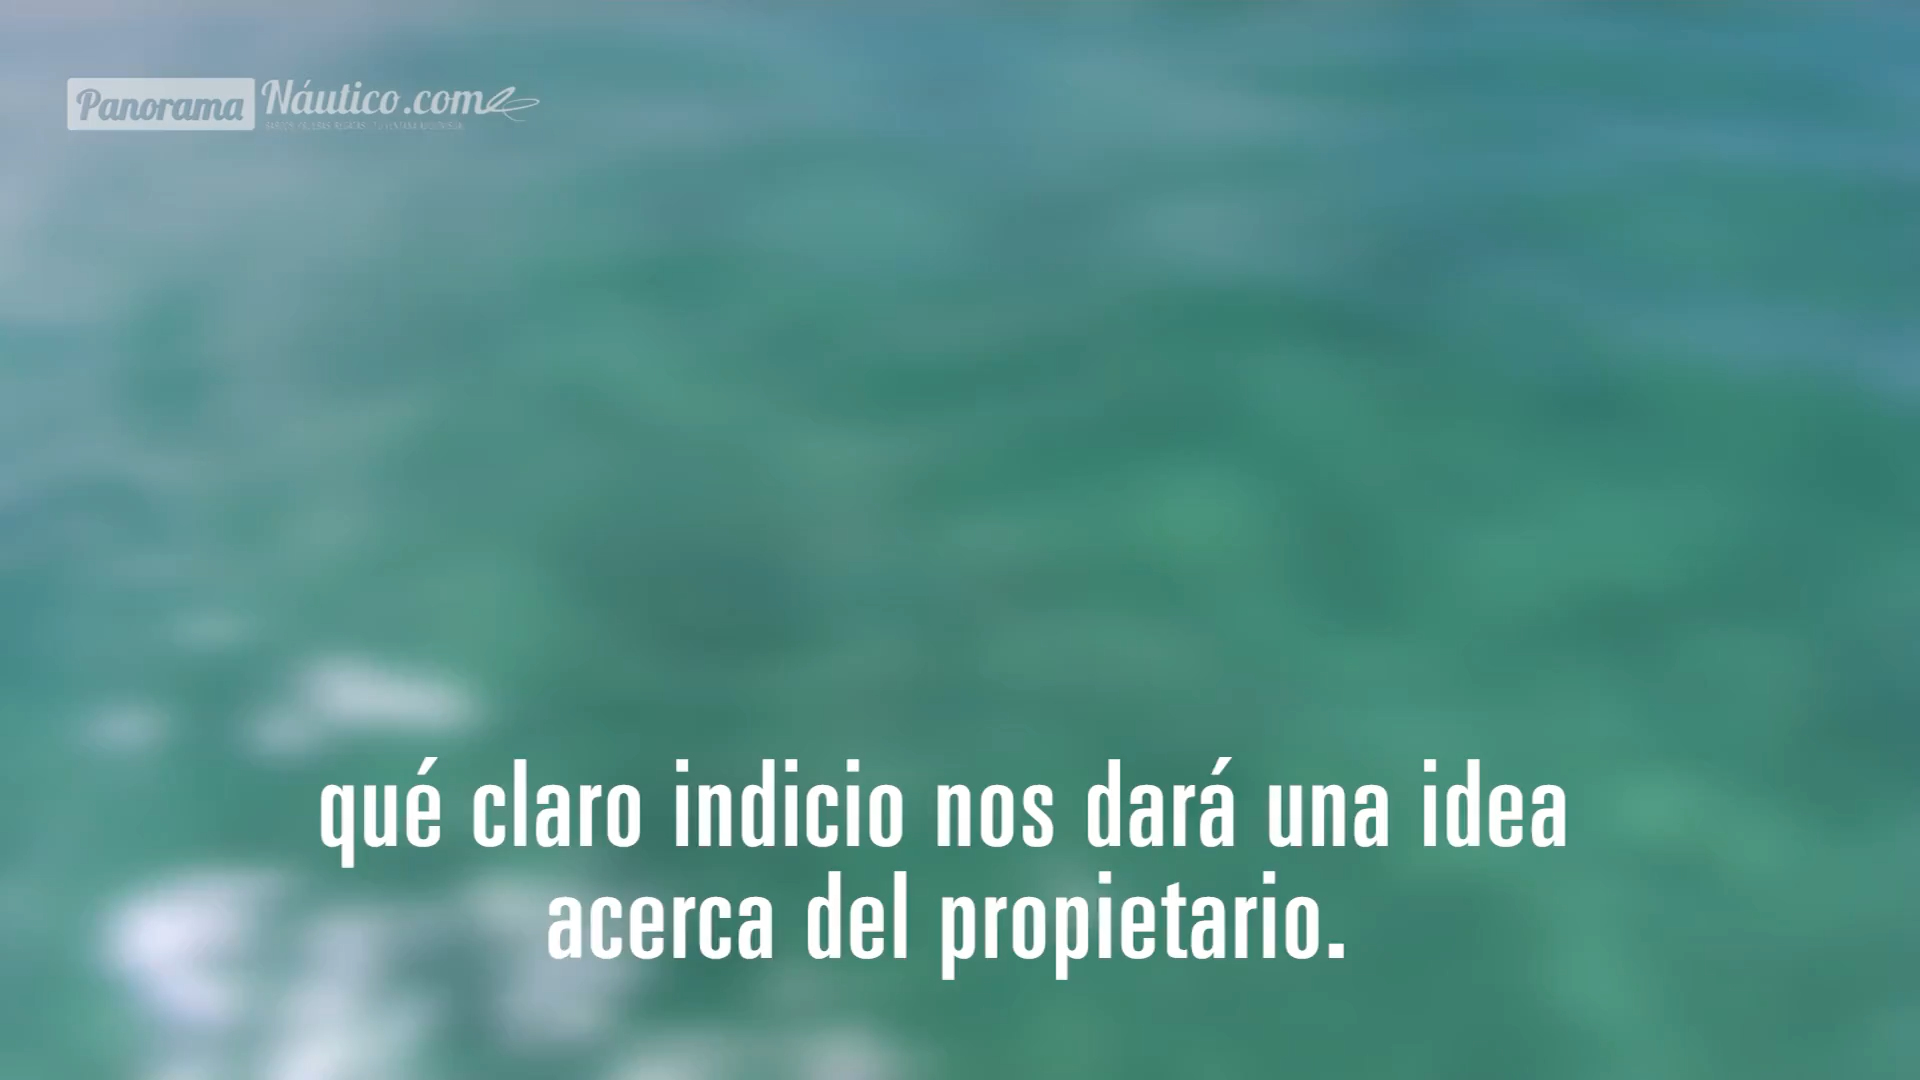 Panorama Náutico.com
qué claro indicio nos dará una idea
acerca del propietario.